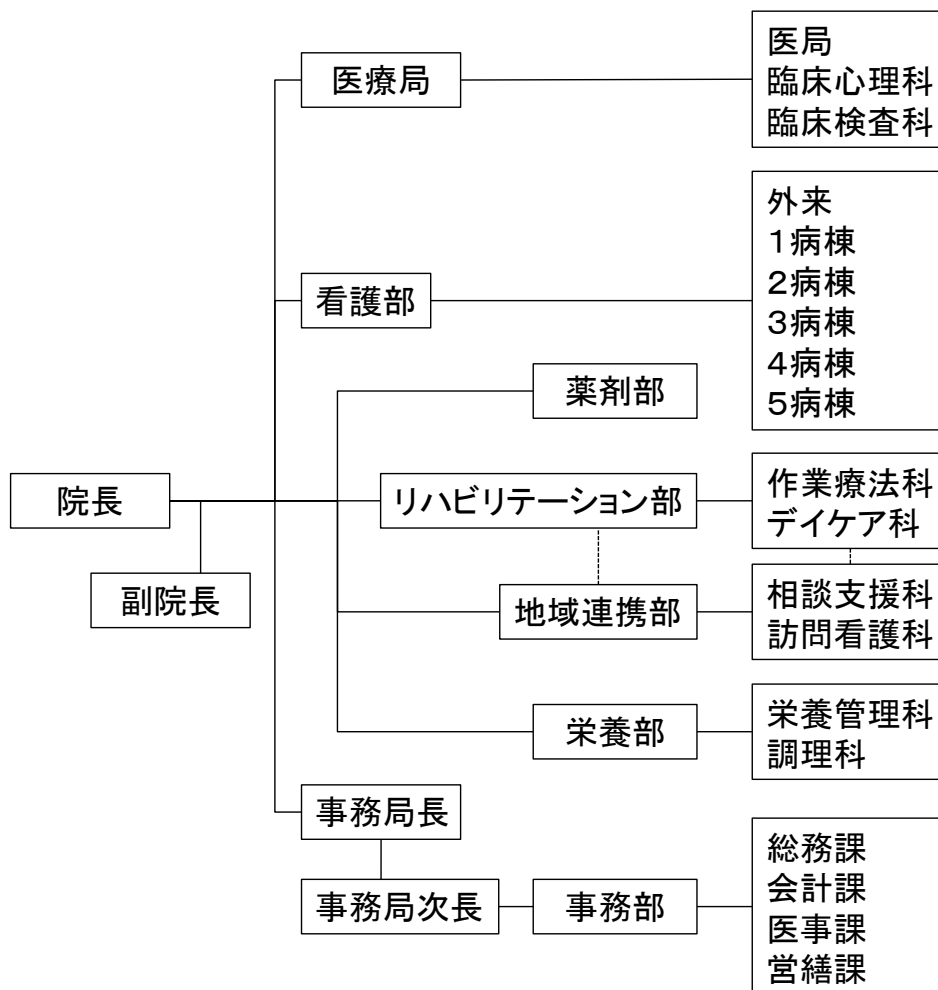 医療局
医局
臨床心理科
臨床検査科
看護部
外来
１病棟
２病棟
３病棟
４病棟
５病棟
薬剤部
院長
副院長
リハビリテーション部
作業療法科
デイケア科
地域連携部
相談支援科
訪問看護科
栄養部
栄養管理科
調理科
事務局長
事務局次長
事務部
総務課
会計課
医事課
営繕課